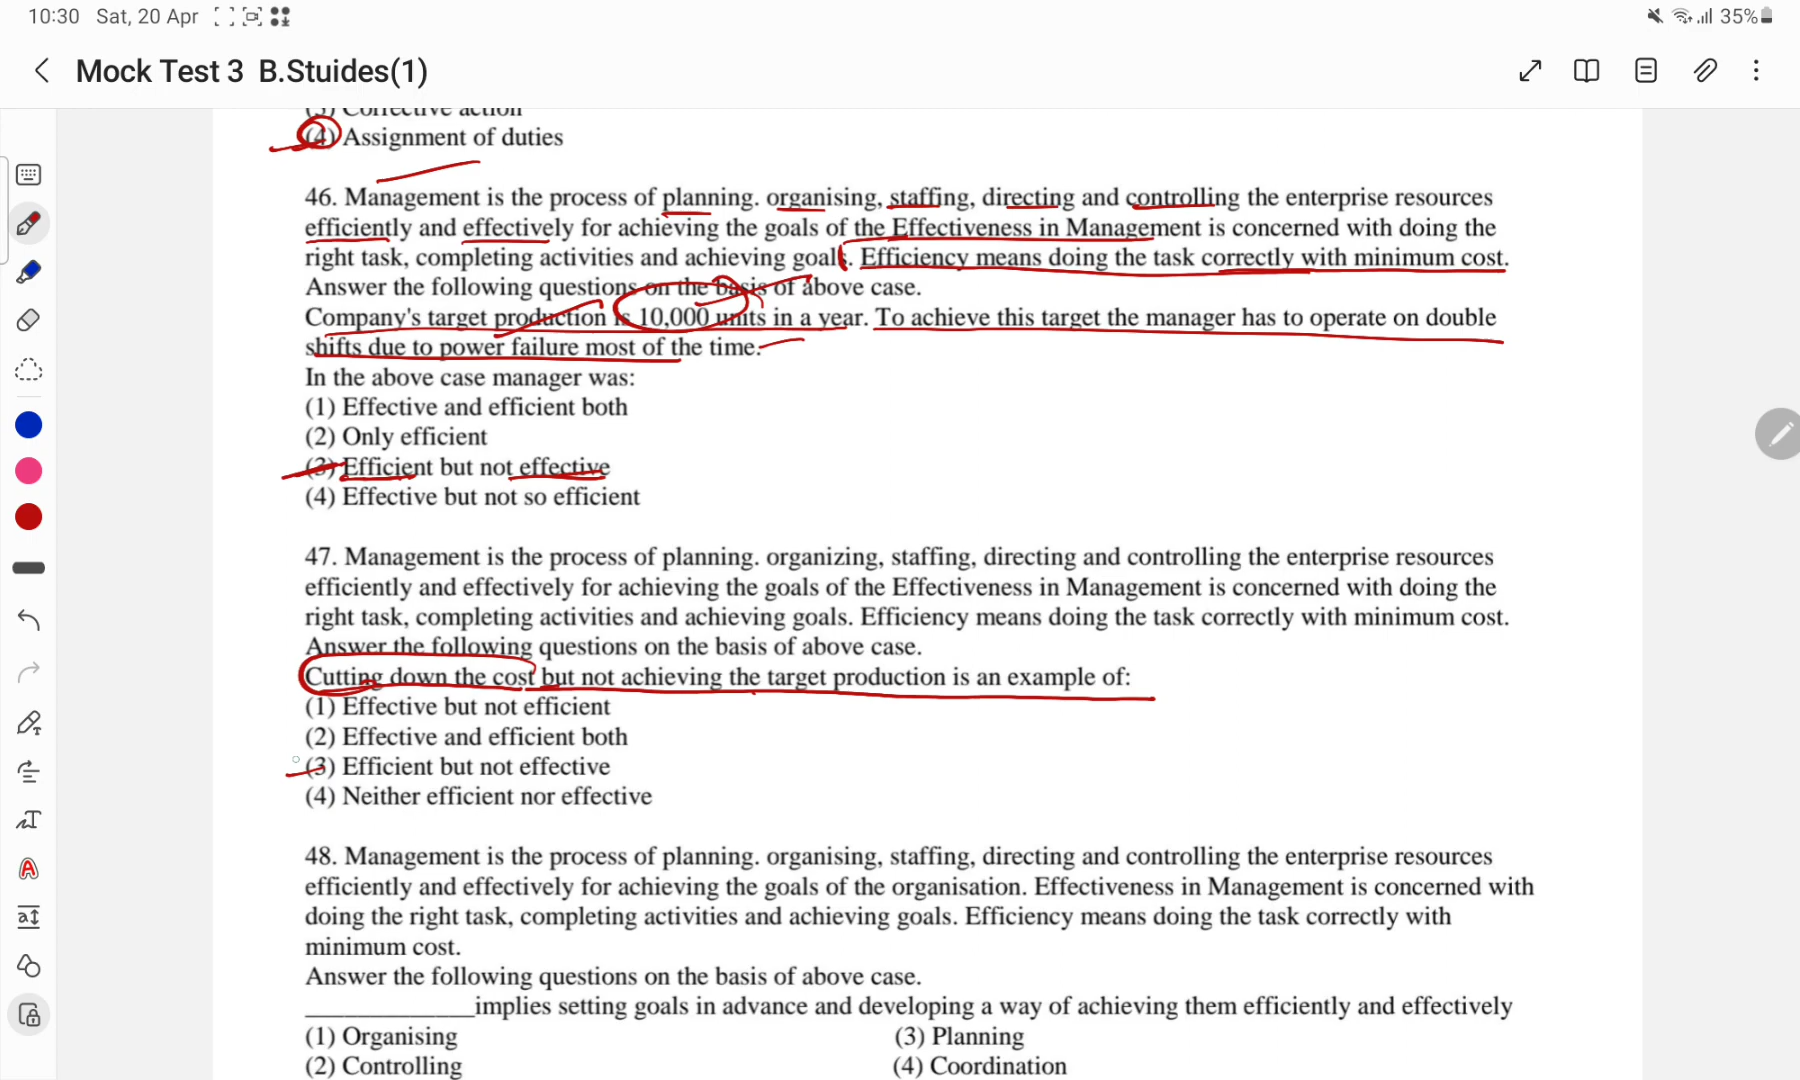 10:30 Sat, 20 Apr
35%
Mock Test 3 B.Stuides(1)
(3) Corrective action
(4) Assignment of duties
46. Management is the process of planning. organising, staffing, directing and controlling the enterprise resources
efficiently and effectively for achieving the goals of the Effectiveness in Management is concerned with doing the
right task, completing activities and achieving goals. Efficiency means doing the task correctly with minimum cost.
Answer the following questions on the basis of above case.
Company's target production is 10,000 units in a year. To achieve this target the manager has to operate on double
shifts due to power failure most of the time.
In the above case manager was:
(1) Effective and efficient both
(2) Only efficient
(3) Efficient but not effective
(4) Effective but not so efficient
47. Management is the process of planning. organizing, staffing, directing and controlling the enterprise resources
efficiently and effectively for achieving the goals of the Effectiveness in Management is concerned with doing the
right task, completing activities and achieving goals. Efficiency means doing the task correctly with minimum cost.
Answer the following questions on the basis of above case.
Cutting down the cost but not achieving the target production is an example of:
(1) Effective but not efficient
(2) Effective and efficient both
(3) Efficient but not effective
(4) Neither efficient nor effective
48. Management is the process of planning. organising, staffing, directing and controlling the enterprise resources
efficiently and effectively for achieving the goals of the organisation. Effectiveness in Management is concerned with
doing the right task, completing activities and achieving goals. Efficiency means doing the task correctly with
minimum cost.
Answer the following questions on the basis of above case.
_____________implies setting goals in advance and developing a way of achieving them efficiently and effectively
(1) Organising (3) Planning
(2) Controlling (4) Coordination